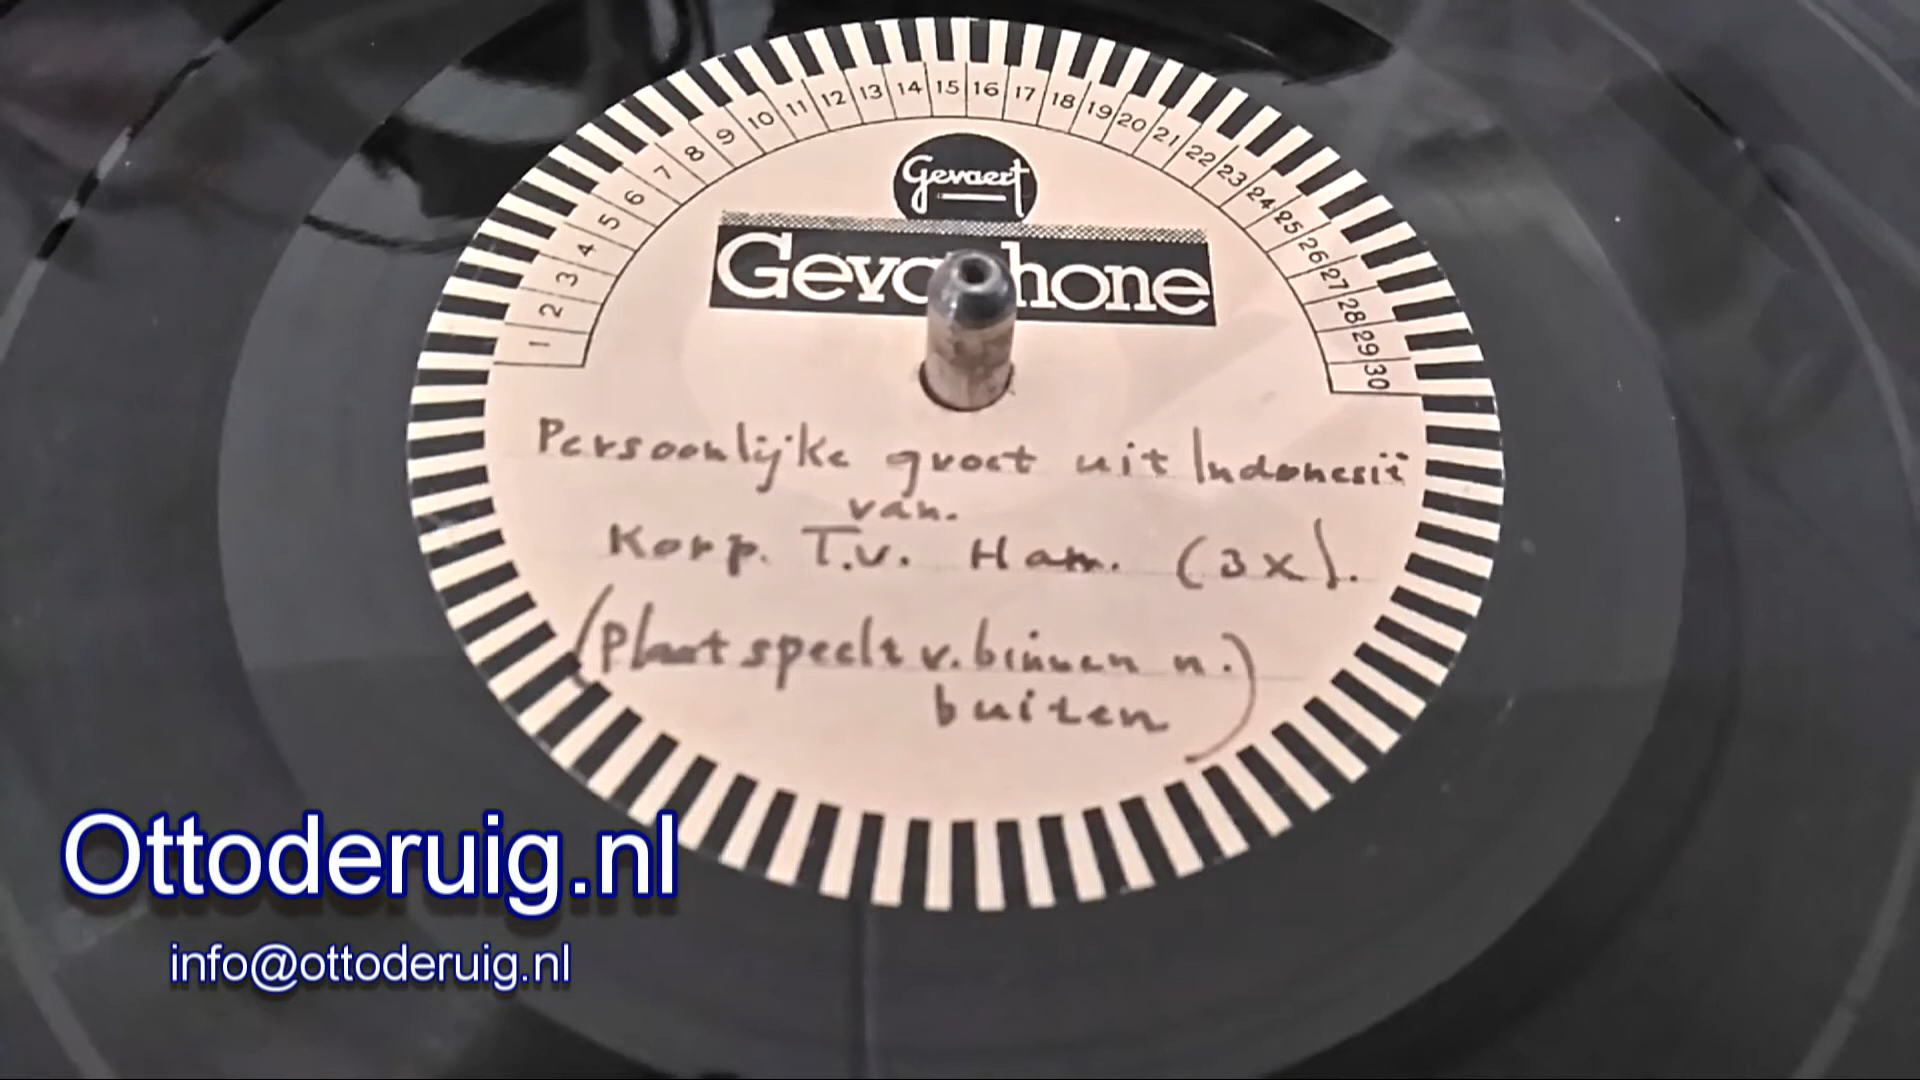 1 2 3 4 5 6 7 8 9 10 11 12 13 14 15 16 17 18 19 20 21 22 23 24 25 26 27 28 29 30
Gevaert
Geva hone
Persoonlijke groet uit Indonesië
van.
Korp. T.v. Ham. (3x).
(Plaat speelt v. binnen n.)
buiten
Ottoderuig.nl
info@ottoderuig.nl